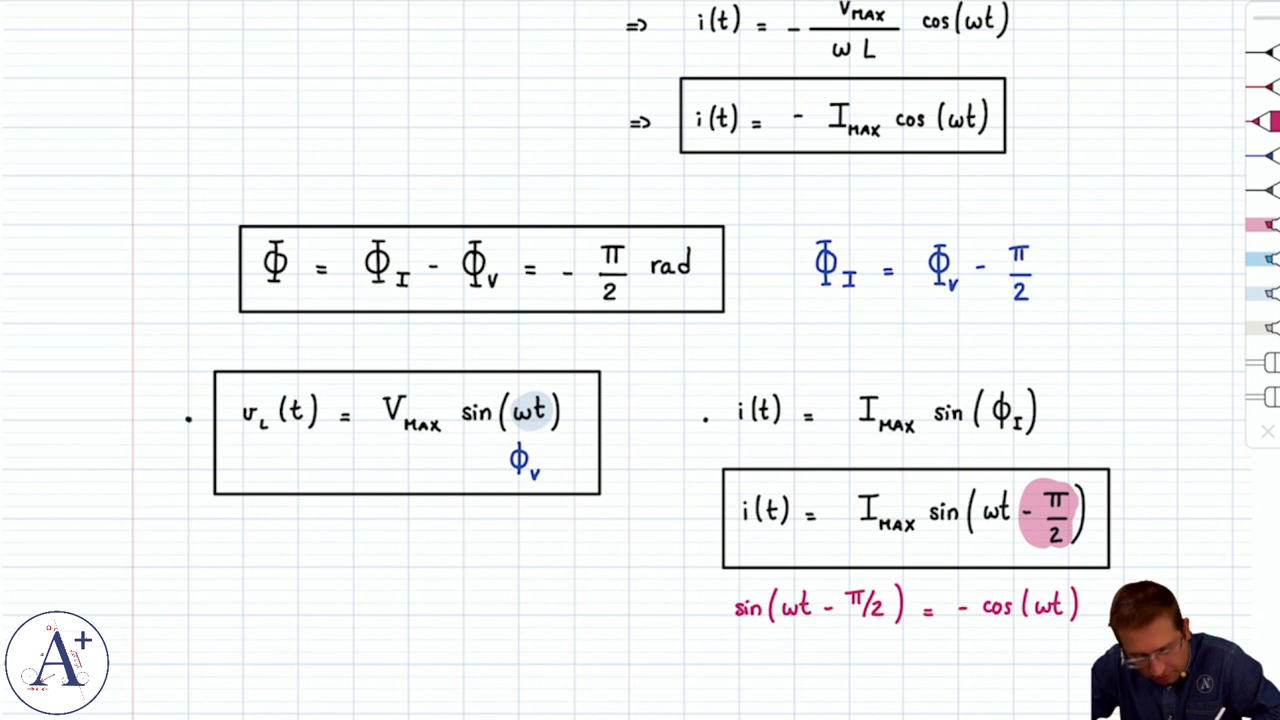 ⇒ i(t) = - V_MAX / ωL cos(ωt)
⇒ i(t) = - I_MAX cos(ωt)
Φ = Φ_I - Φ_V = - π/2 rad
Φ_I = Φ_V - π/2
. v_L(t) = V_MAX sin(ωt)
ϕ_V
. i(t) = I_MAX sin(ϕ_I)
i(t) = I_MAX sin(ωt - π/2)
sin(ωt - π/2) = - cos(ωt)
A+